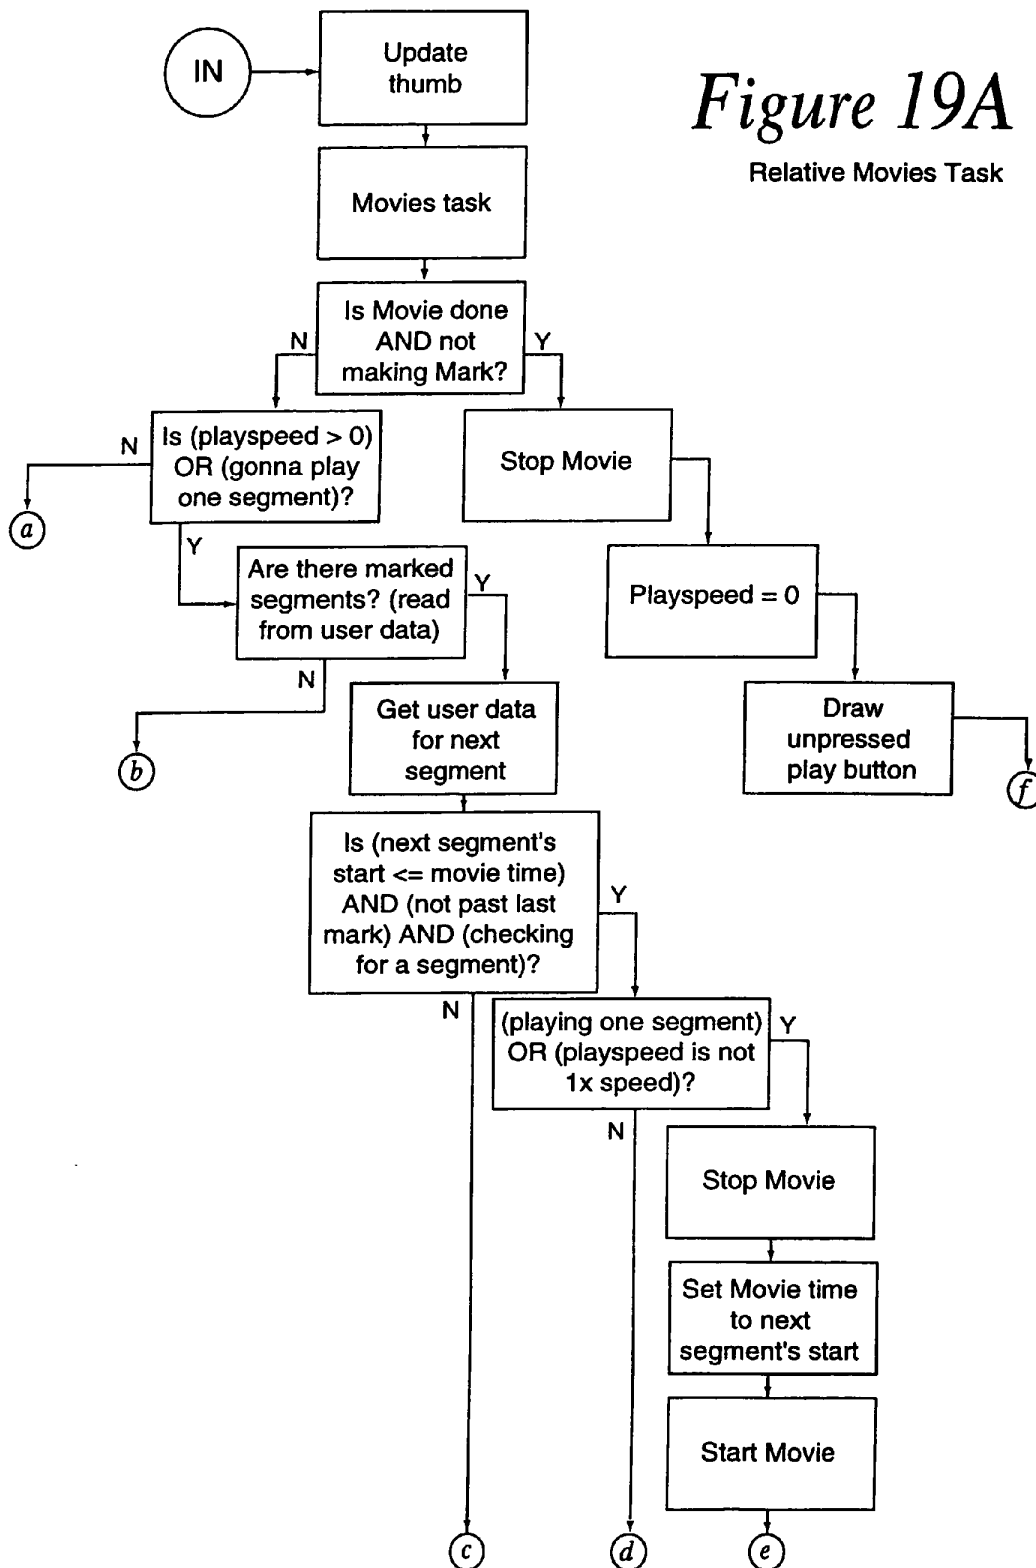 IN
Update
thumb
Figure 19A
Relative Movies Task
Movies task
Is Movie done
AND not
making Mark?
N
Y
Is (playspeed > 0)
OR (gonna play
one segment)?
N
Stop Movie
a
Y
Are there marked
segments? (read
from user data)
Y
Playspeed = 0
N
Get user data
for next
segment
Draw
unpressed
play button
b
f
Is (next segment's
start <= movie time)
AND (not past last
mark) AND (checking
for a segment)?
Y
N
(playing one segment)
OR (playspeed is not
1x speed)?
Y
N
Stop Movie
Set Movie time
to next
segment's start
Start Movie
c
d
e